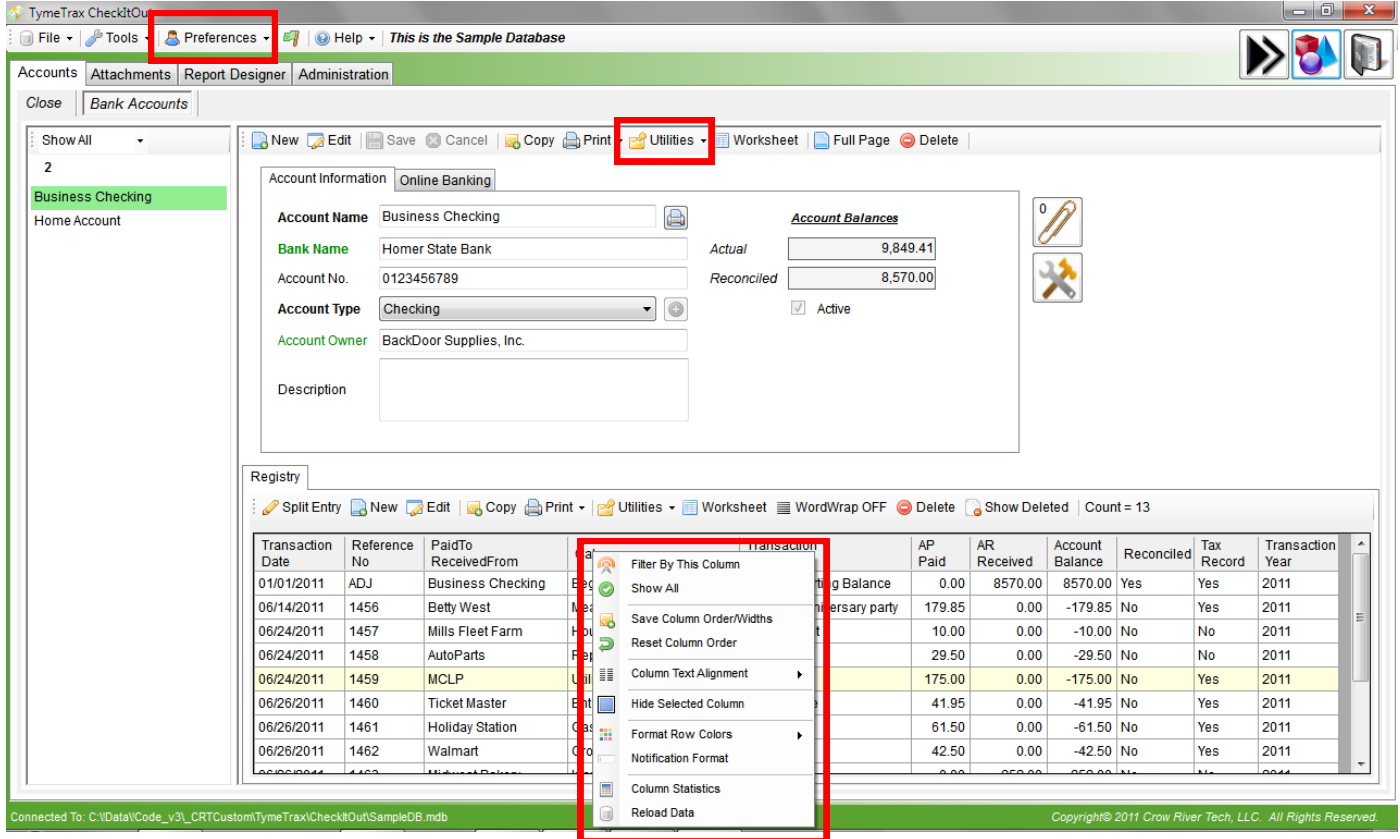 TymeTrax CheckItOut
File Tools Preferences Help This is the Sample Database
Accounts Attachments Report Designer Administration
Close Bank Accounts
Show All
2
Business Checking
Home Account
New Edit Save Cancel Copy Print Utilities Worksheet Full Page Delete
Account Information Online Banking
Account Name Business Checking Account Balances
Bank Name Homer State Bank Actual 9,849.41
Account No. 0123456789 Reconciled 8,570.00
Account Type Checking Active
Account Owner BackDoor Supplies, Inc.
Description
0
Registry
Split Entry New Edit Copy Print Utilities Worksheet WordWrap OFF Delete Show Deleted Count = 13
Transaction Date Reference No PaidTo ReceivedFrom Transaction AP Paid AR Received Account Balance Reconciled Tax Record Transaction Year
01/01/2011 ADJ Business Checking Balance 0.00 8570.00 8570.00 Yes Yes 2011
06/14/2011 1456 Betty West party 179.85 0.00 -179.85 No Yes 2011
06/24/2011 1457 Mills Fleet Farm 10.00 0.00 -10.00 No No 2011
06/24/2011 1458 AutoParts 29.50 0.00 -29.50 No No 2011
06/24/2011 1459 MCLP 175.00 0.00 -175.00 No Yes 2011
06/26/2011 1460 Ticket Master 41.95 0.00 -41.95 No Yes 2011
06/26/2011 1461 Holiday Station 61.50 0.00 -61.50 No Yes 2011
06/26/2011 1462 Walmart 42.50 0.00 -42.50 No Yes 2011
Filter By This Column
Show All
Save Column Order/Widths
Reset Column Order
Column Text Alignment
Hide Selected Column
Format Row Colors
Notification Format
Column Statistics
Reload Data
Connected To: C:\Data\Code_v3\_CRTCustom\TymeTrax\CheckItOut\SampleDB.mdb Copyright© 2011 Crow River Tech, LLC. All Rights Reserved.